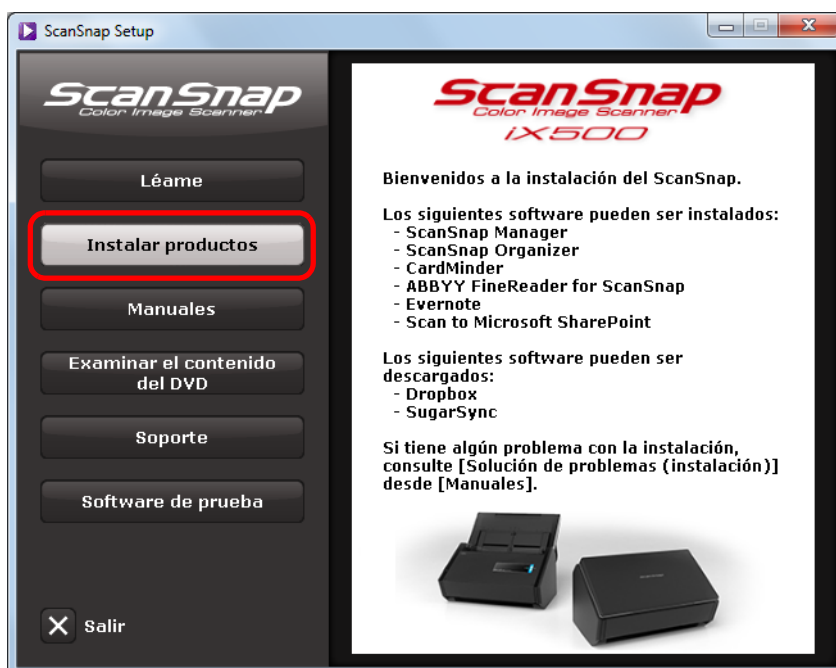 ScanSnap Setup
ScanSnap
Color Image Scanner
Léame
Instalar productos
Manuales
Examinar el contenido
del DVD
Soporte
Software de prueba
Salir
ScanSnap
Color Image Scanner
iX500
Bienvenidos a la instalación del ScanSnap.
Los siguientes software pueden ser instalados:
- ScanSnap Manager
- ScanSnap Organizer
- CardMinder
- ABBYY FineReader for ScanSnap
- Evernote
- Scan to Microsoft SharePoint
Los siguientes software pueden ser
descargados:
- Dropbox
- SugarSync
Si tiene algún problema con la instalación,
consulte [Solución de problemas (instalación)]
desde [Manuales].